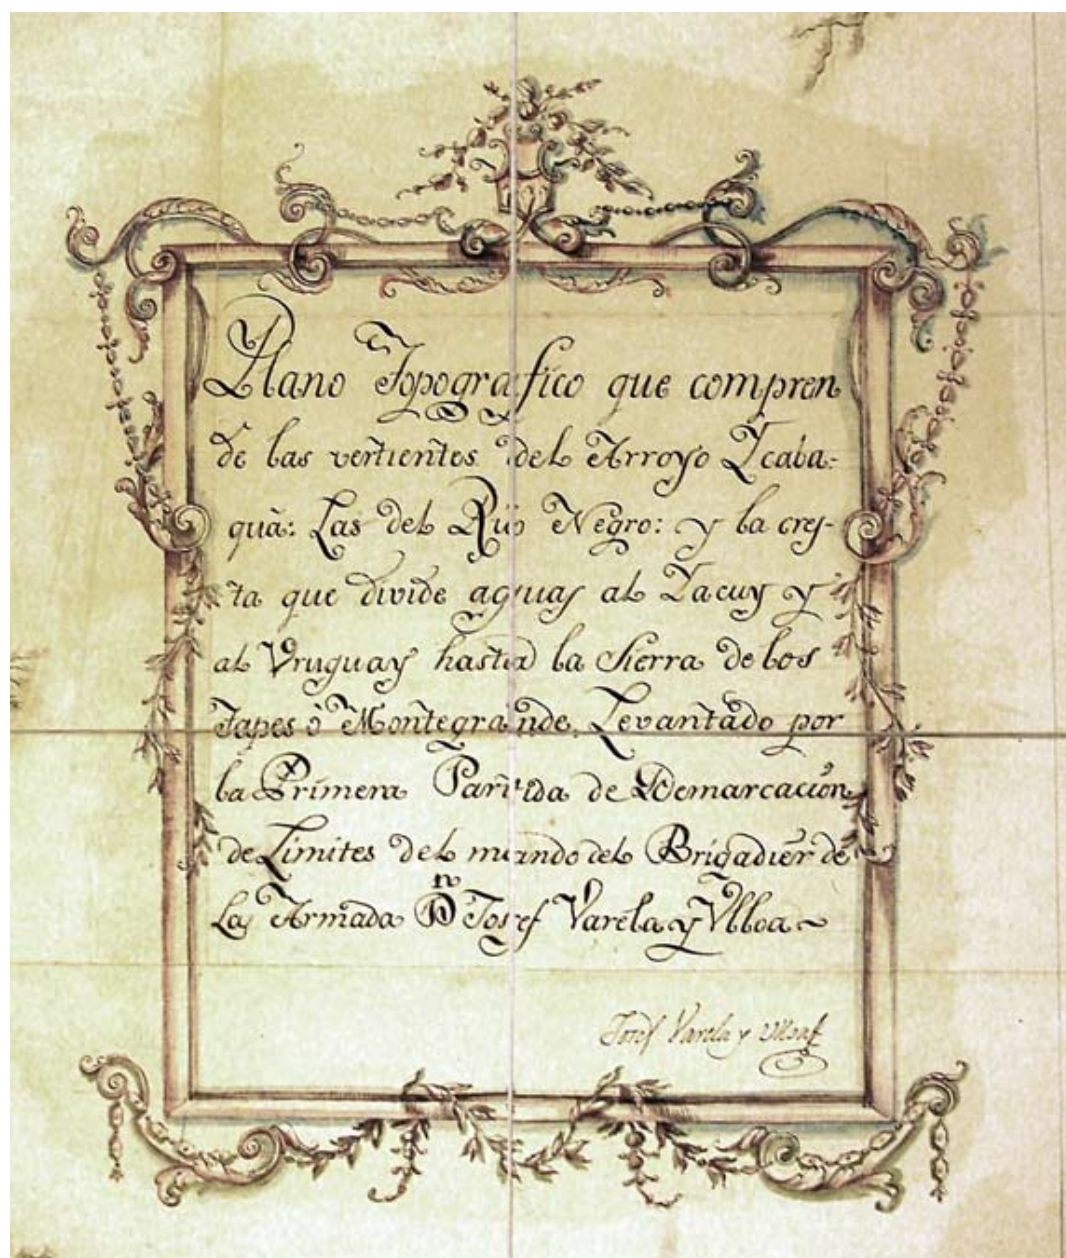 Plano Topografico que compren
de las vertientes del Arroyo Ycaba-
quà: Las del Rio Negro: y la cres-
ta que divide aguas al Yacuy y
al Vruguay hasta la Sierra de los
Tapes ò Montegrande. Levantado por
la Primera Partida de Demarcacion
de Limites del mando del Brigadier de
la Armada Dn Josef Varela y Vlloa
Josef Varela y Ulloa